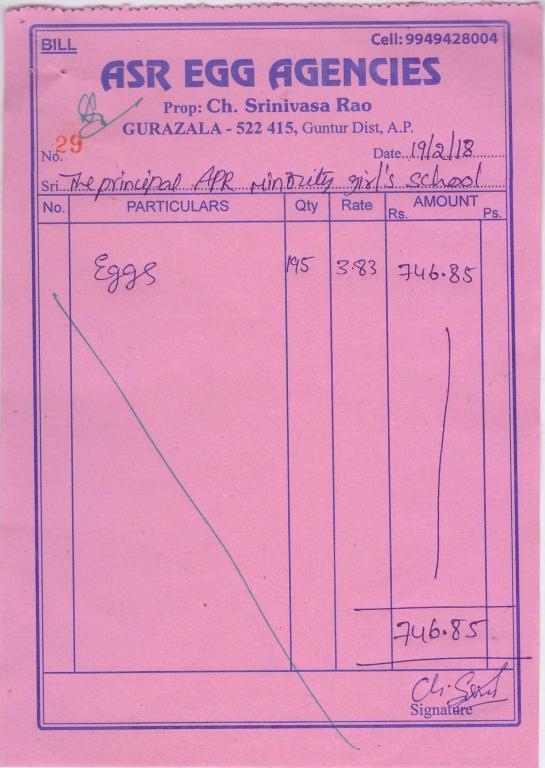 BILL
Cell: 9949428004
ASR EGG AGENCIES
Prop: Ch. Srinivasa Rao
GURAZALA - 522 415, Guntur Dist, A.P.
No. 29
Date 19/2/18
Sri The principal APR minority girl's school
No. PARTICULARS Qty Rate AMOUNT
Rs. Ps.
Eggs 195 3.83 746.85
746.85
Signature